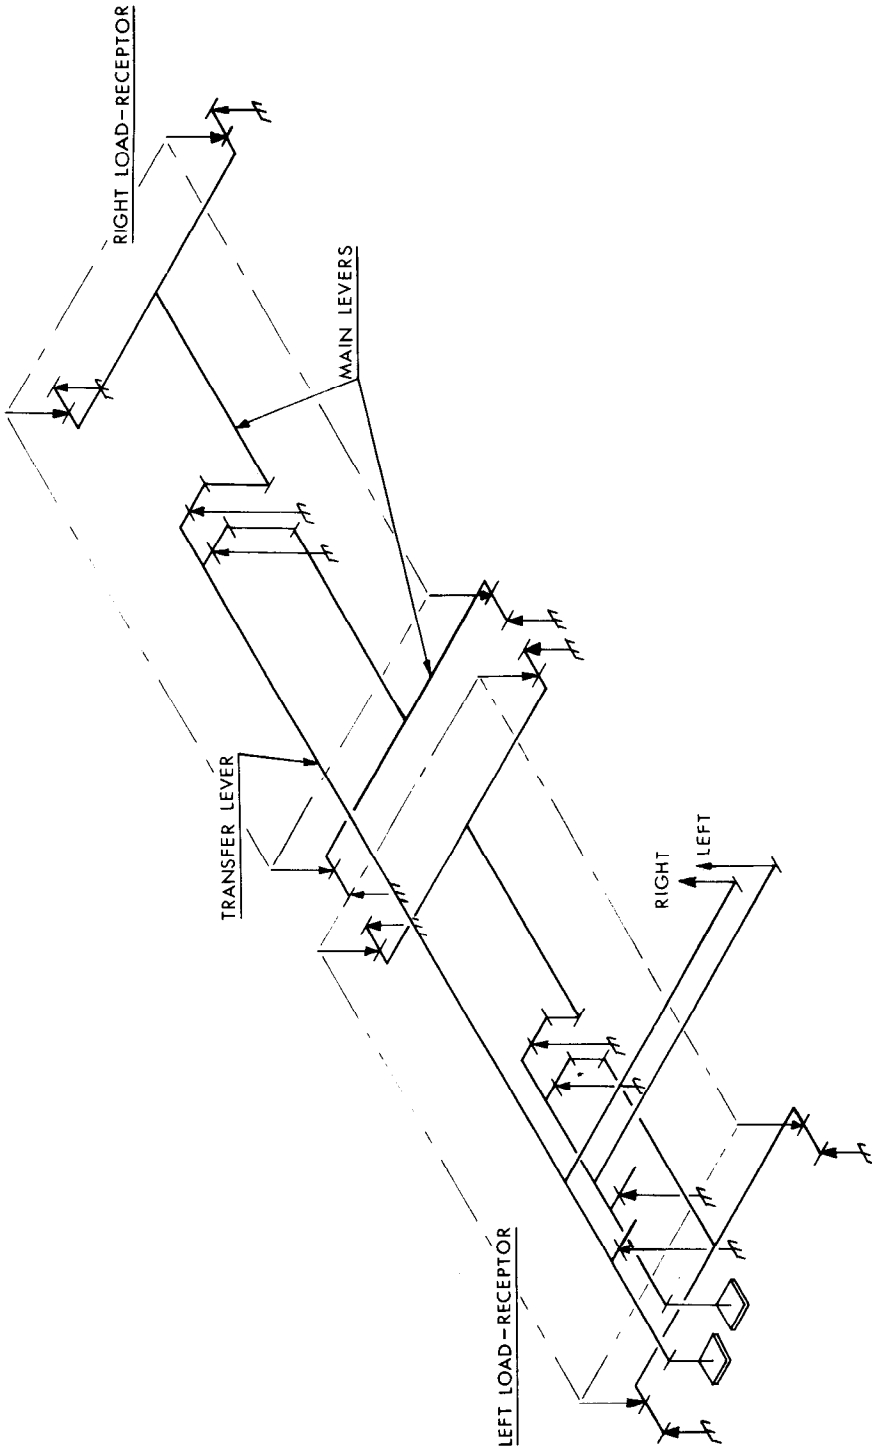 RIGHT LOAD-RECEPTOR
MAIN LEVERS
TRANSFER LEVER
RIGHT
LEFT
LEFT LOAD-RECEPTOR